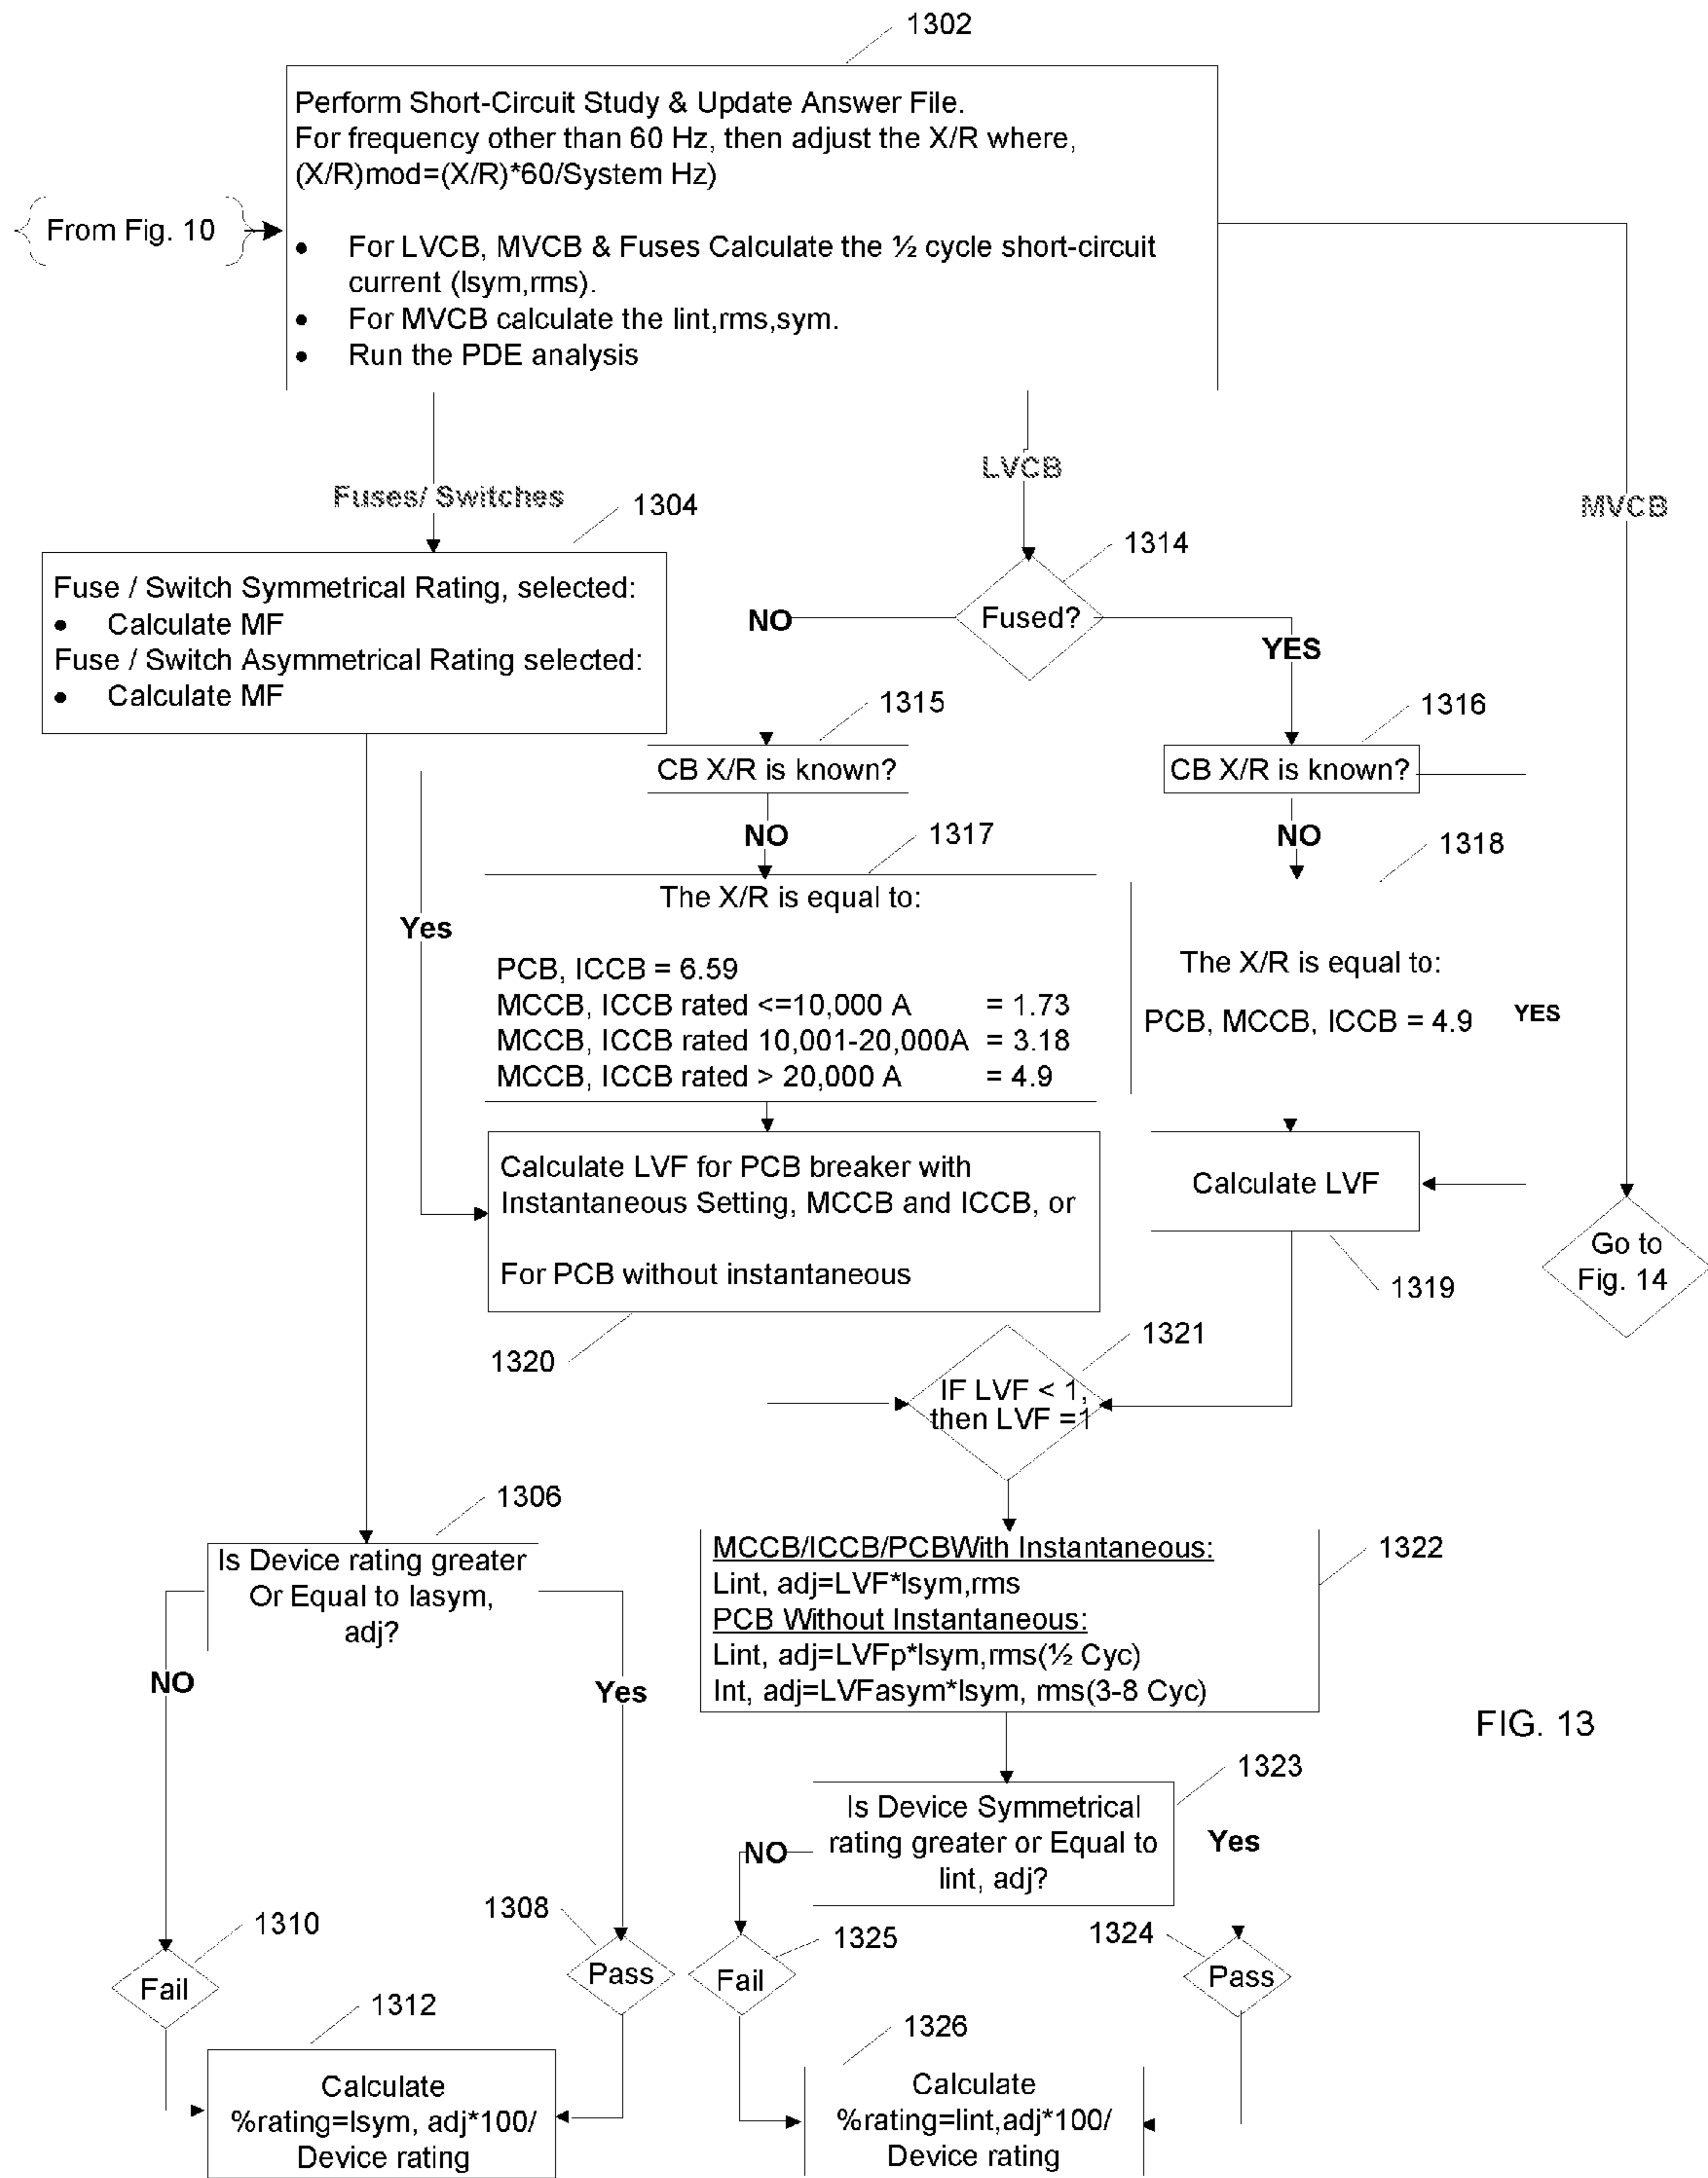 1302
Perform Short-Circuit Study & Update Answer File.
For frequency other than 60 Hz, then adjust the X/R where,
(X/R)mod=(X/R)*60/System Hz)
From Fig. 10
• For LVCB, MVCB & Fuses Calculate the ½ cycle short-circuit
current (Isym,rms).
• For MVCB calculate the Iint,rms,sym.
• Run the PDE analysis
LVCB
Fuses/ Switches
1304
MVCB
1314
Fuse / Switch Symmetrical Rating, selected:
• Calculate MF
Fuse / Switch Asymmetrical Rating selected:
• Calculate MF
NO
Fused?
YES
1315
1316
CB X/R is known?
CB X/R is known?
NO
1317
NO
1318
The X/R is equal to:
Yes
PCB, ICCB = 6.59
MCCB, ICCB rated <=10,000 A = 1.73
MCCB, ICCB rated 10,001-20,000A = 3.18
MCCB, ICCB rated > 20,000 A = 4.9
The X/R is equal to:
PCB, MCCB, ICCB = 4.9
YES
Calculate LVF for PCB breaker with
Instantaneous Setting, MCCB and ICCB, or
For PCB without instantaneous
Calculate LVF
Go to
Fig. 14
1319
1320
1321
IF LVF < 1,
then LVF =1
1306
Is Device rating greater
Or Equal to Iasym,
adj?
MCCB/ICCB/PCBWith Instantaneous:
Lint, adj=LVF*Isym,rms
PCB Without Instantaneous:
Lint, adj=LVFp*Isym,rms(½ Cyc)
Int, adj=LVFasym*Isym, rms(3-8 Cyc)
1322
NO
Yes
FIG. 13
1323
Is Device Symmetrical
rating greater or Equal to
Iint, adj?
NO
Yes
1310
1308
1325
1324
Fail
Pass
Fail
Pass
1312
1326
Calculate
%rating=Isym, adj*100/
Device rating
Calculate
%rating=Iint,adj*100/
Device rating